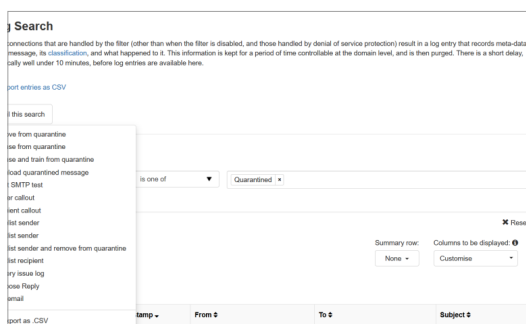 g Search
connections that are handled by the filter (other than when the filter is disabled, and those handled by denial of service protection) result in a log entry that records meta-data
message, its classification, and what happened to it. This information is kept for a period of time controllable at the domain level, and is then purged. There is a short delay,
cally well under 10 minutes, before log entries are available here.
port entries as CSV
l this search
ove from quarantine
ase from quarantine
ase and train from quarantine
load quarantined message
SMTP test
er callout
ient callout
list sender
list sender
list sender and remove from quarantine
list recipient
ery issue log
pose Reply
email
xport as .CSV
is one of
Quarantined ×
Rese
Summary row: Columns to be displayed:
None Customise
tamp From To Subject